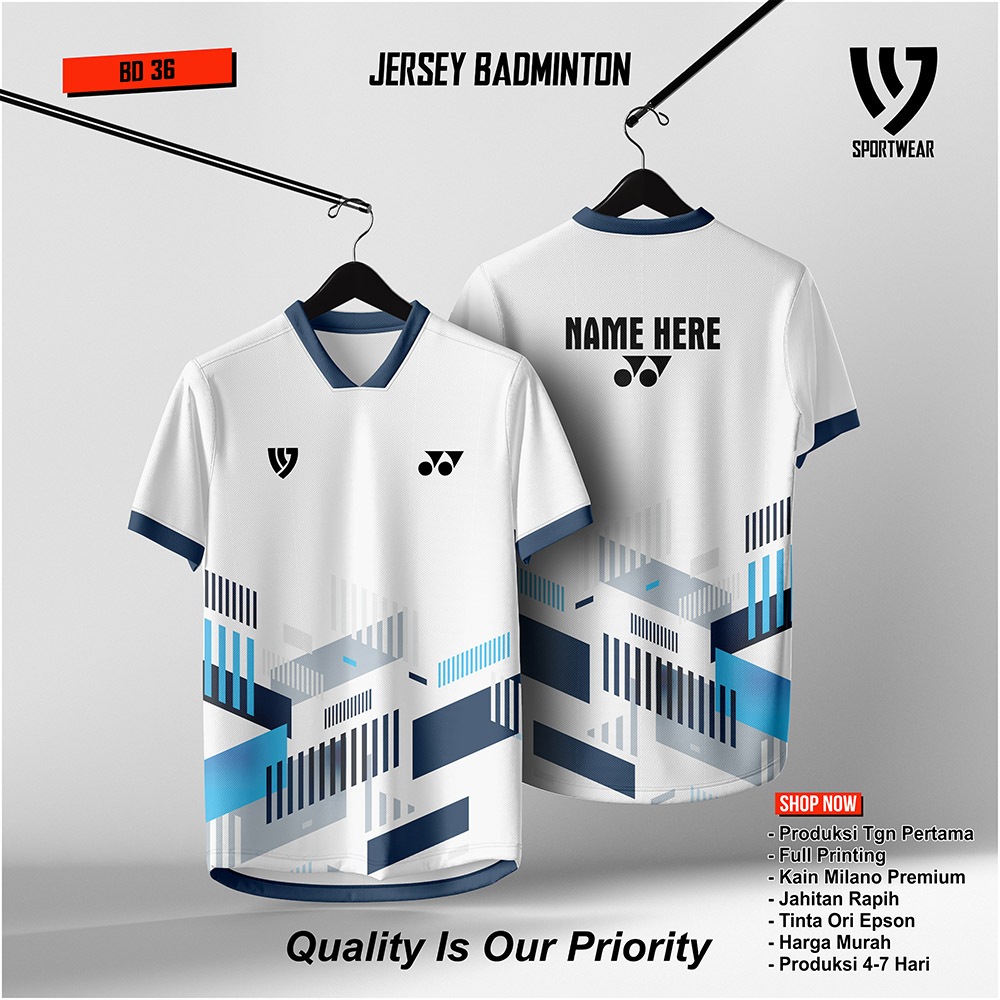 BD 36
JERSEY BADMINTON
SPORTWEAR
NAME HERE
SHOP NOW
- Produksi Tgn Pertama
- Full Printing
- Kain Milano Premium
- Jahitan Rapih
- Tinta Ori Epson
- Harga Murah
- Produksi 4-7 Hari
Quality Is Our Priority